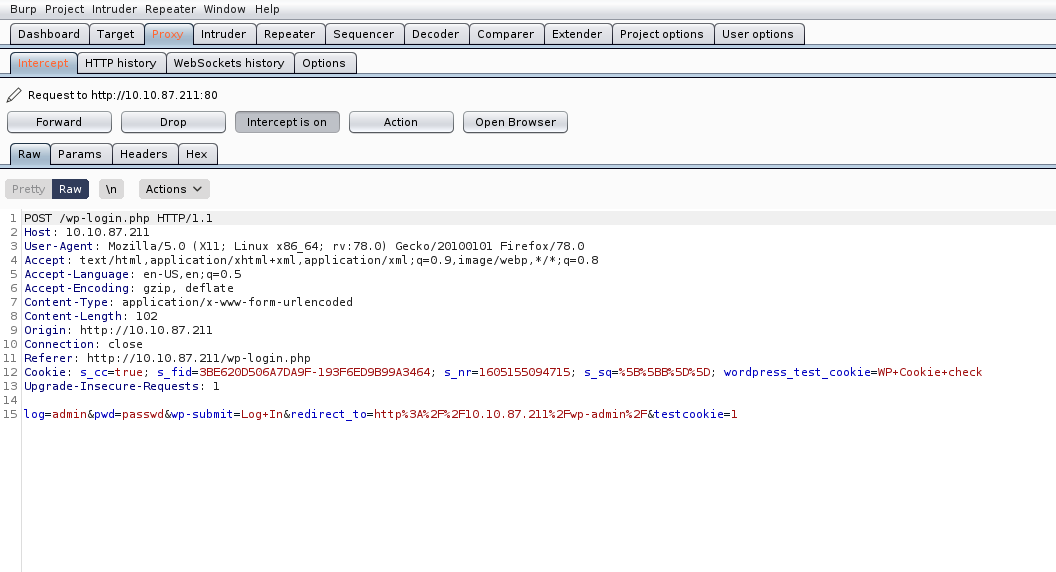 Burp Project Intruder Repeater Window Help
Dashboard Target Proxy Intruder Repeater Sequencer Decoder Comparer Extender Project options User options
Intercept HTTP history WebSockets history Options
Request to http://10.10.87.211:80
Forward Drop Intercept is on Action Open Browser
Raw Params Headers Hex
Pretty Raw \n Actions
1 POST /wp-login.php HTTP/1.1
2 Host: 10.10.87.211
3 User-Agent: Mozilla/5.0 (X11; Linux x86_64; rv:78.0) Gecko/20100101 Firefox/78.0
4 Accept: text/html,application/xhtml+xml,application/xml;q=0.9,image/webp,*/*;q=0.8
5 Accept-Language: en-US,en;q=0.5
6 Accept-Encoding: gzip, deflate
7 Content-Type: application/x-www-form-urlencoded
8 Content-Length: 102
9 Origin: http://10.10.87.211
10 Connection: close
11 Referer: http://10.10.87.211/wp-login.php
12 Cookie: s_cc=true; s_fid=3BE620D506A7DA9F-193F6ED9B99A3464; s_nr=1605155094715; s_sq=%5B%5BB%5D%5D; wordpress_test_cookie=WP+Cookie+check
13 Upgrade-Insecure-Requests: 1
14
15 log=admin&pwd=passwd&wp-submit=Log+In&redirect_to=http%3A%2F%2F10.10.87.211%2Fwp-admin%2F&testcookie=1